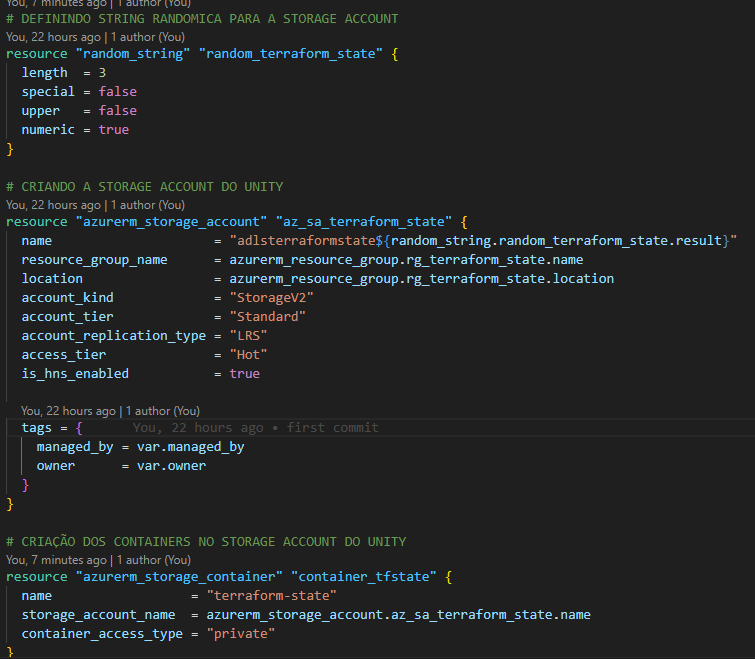 You, 7 minutes ago | 1 author (You)
# DEFININDO STRING RANDOMICA PARA A STORAGE ACCOUNT
You, 22 hours ago | 1 author (You)
resource "random_string" "random_terraform_state" {
  length  = 3
  special = false
  upper   = false
  numeric = true
}
# CRIANDO A STORAGE ACCOUNT DO UNITY
You, 22 hours ago | 1 author (You)
resource "azurerm_storage_account" "az_sa_terraform_state" {
  name                     = "adlsterraformstate${random_string.random_terraform_state.result}"
  resource_group_name      = azurerm_resource_group.rg_terraform_state.name
  location                 = azurerm_resource_group.rg_terraform_state.location
  account_kind             = "StorageV2"
  account_tier             = "Standard"
  account_replication_type = "LRS"
  access_tier              = "Hot"
  is_hns_enabled           = true
  You, 22 hours ago | 1 author (You)
  tags = {      You, 22 hours ago • first commit
    managed_by = var.managed_by
    owner      = var.owner
  }
}
# CRIAÇÃO DOS CONTAINERS NO STORAGE ACCOUNT DO UNITY
You, 7 minutes ago | 1 author (You)
resource "azurerm_storage_container" "container_tfstate" {
  name                  = "terraform-state"
  storage_account_name  = azurerm_storage_account.az_sa_terraform_state.name
  container_access_type = "private"
}